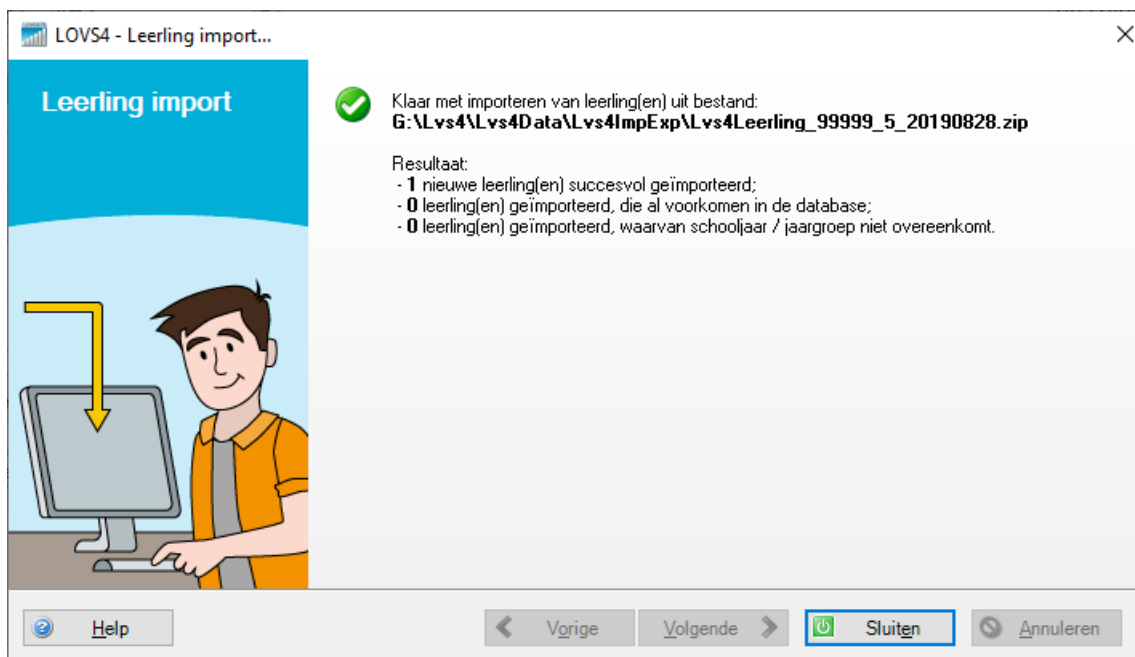 LOVS4 - Leerling import...
Leerling import
Klaar met importeren van leerling(en) uit bestand:
G:\Lvs4\Lvs4Data\Lvs4ImpExp\Lvs4Leerling_99999_5_20190828.zip
Resultaat:
- 1 nieuwe leerling(en) succesvol geïmporteerd;
- 0 leerling(en) geïmporteerd, die al voorkomen in de database;
- 0 leerling(en) geïmporteerd, waarvan schooljaar / jaargroep niet overeenkomt.
Help
Vorige
Volgende
Sluiten
Annuleren